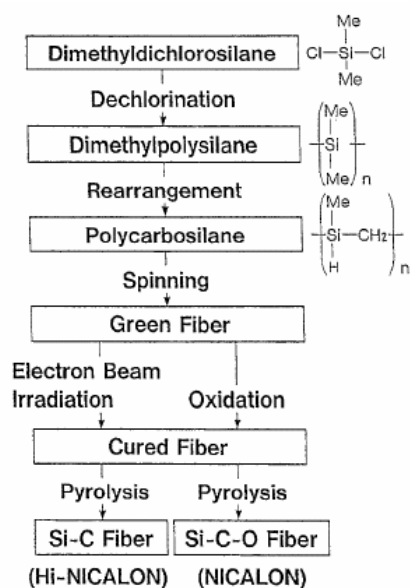 Me
Dimethyldichlorosilane Cl-Si-Cl
Me
Dechlorination
Me
Dimethylpolysilane Si
Me n
Rearrangement
Me
Polycarbosilane Si-CH2
H n
Spinning
Green Fiber
Electron Beam
Irradiation Oxidation
Cured Fiber
Pyrolysis Pyrolysis
Si-C Fiber Si-C-O Fiber
(Hi-NICALON) (NICALON)